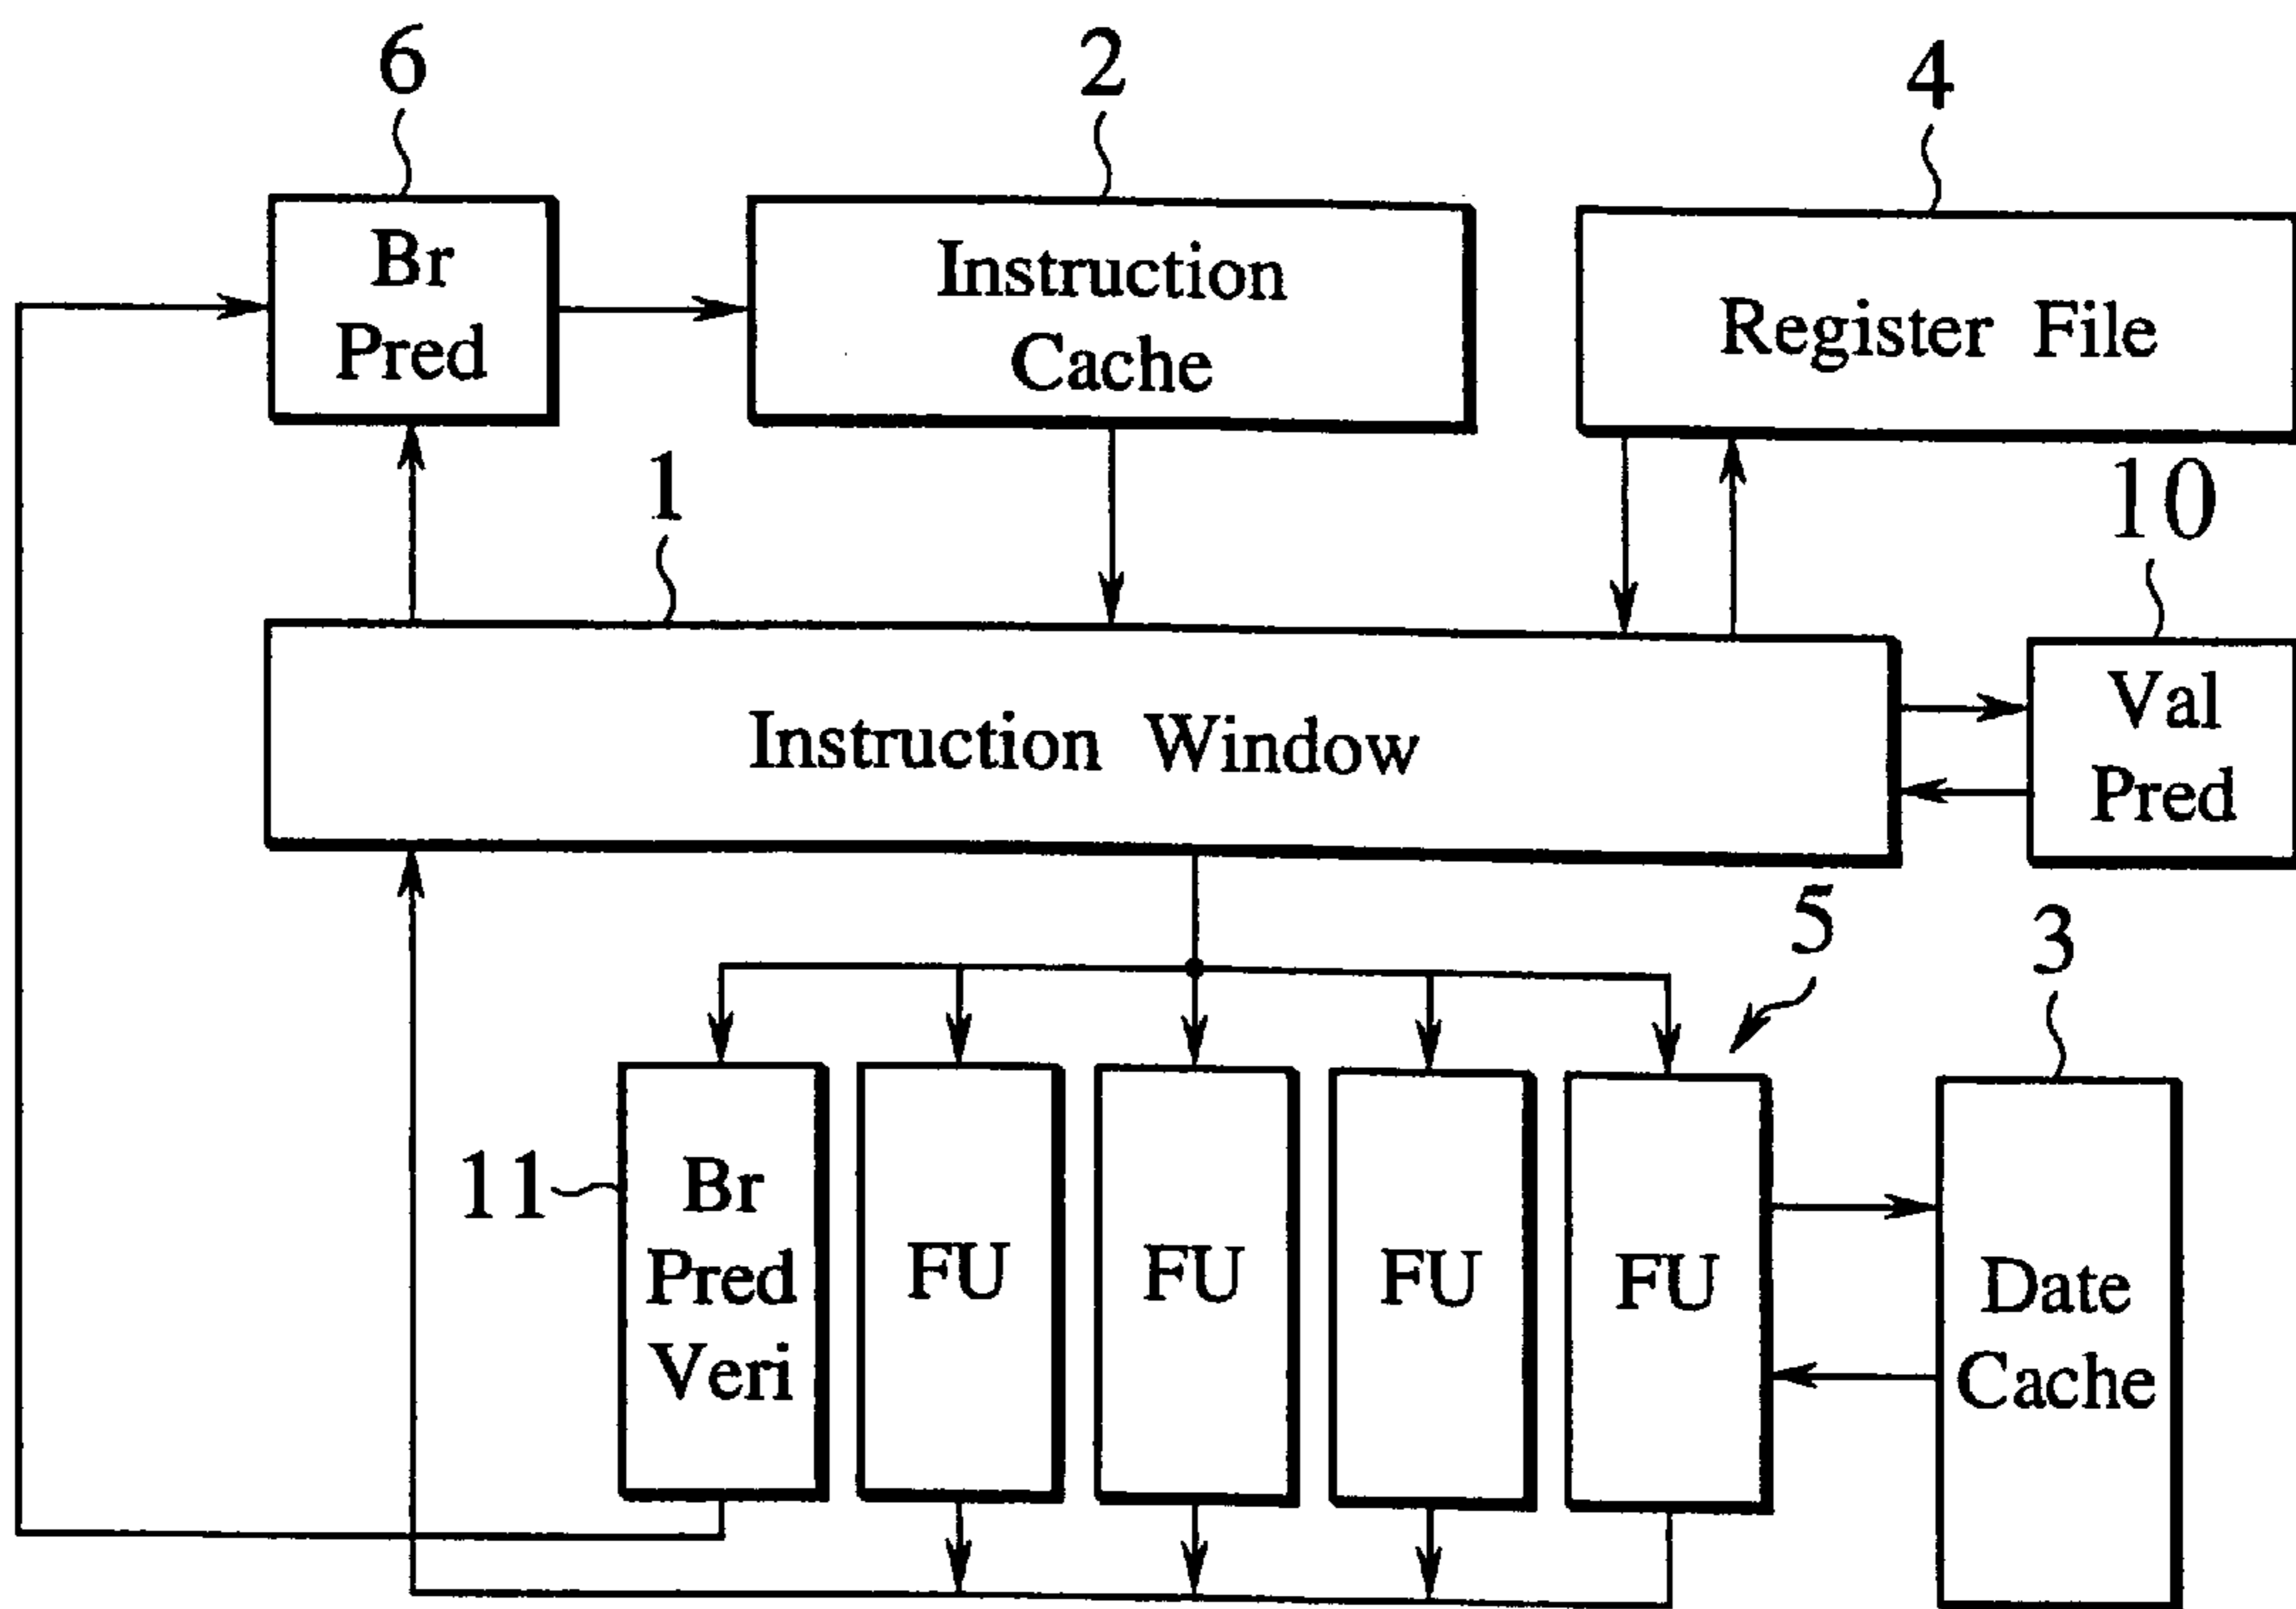 6
2
4
Br
Pred
Instruction
Cache
Register File
1
10
Instruction Window
Val
Pred
5
3
11
Br
Pred
Veri
FU
FU
FU
FU
Date
Cache